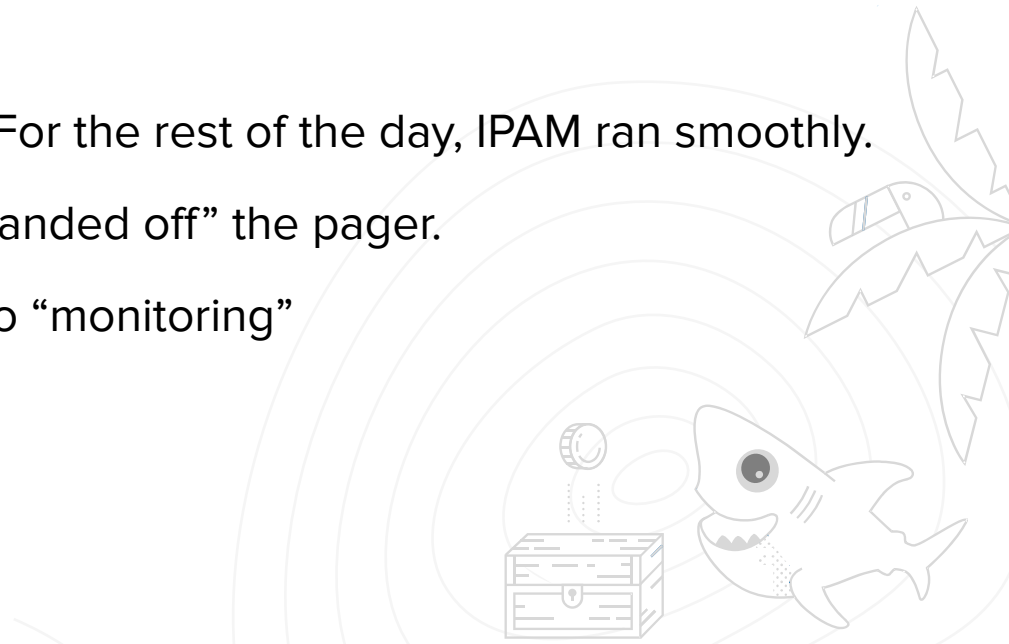 For the rest of the day, IPAM ran smoothly.
anded off” the pager.
o “monitoring”